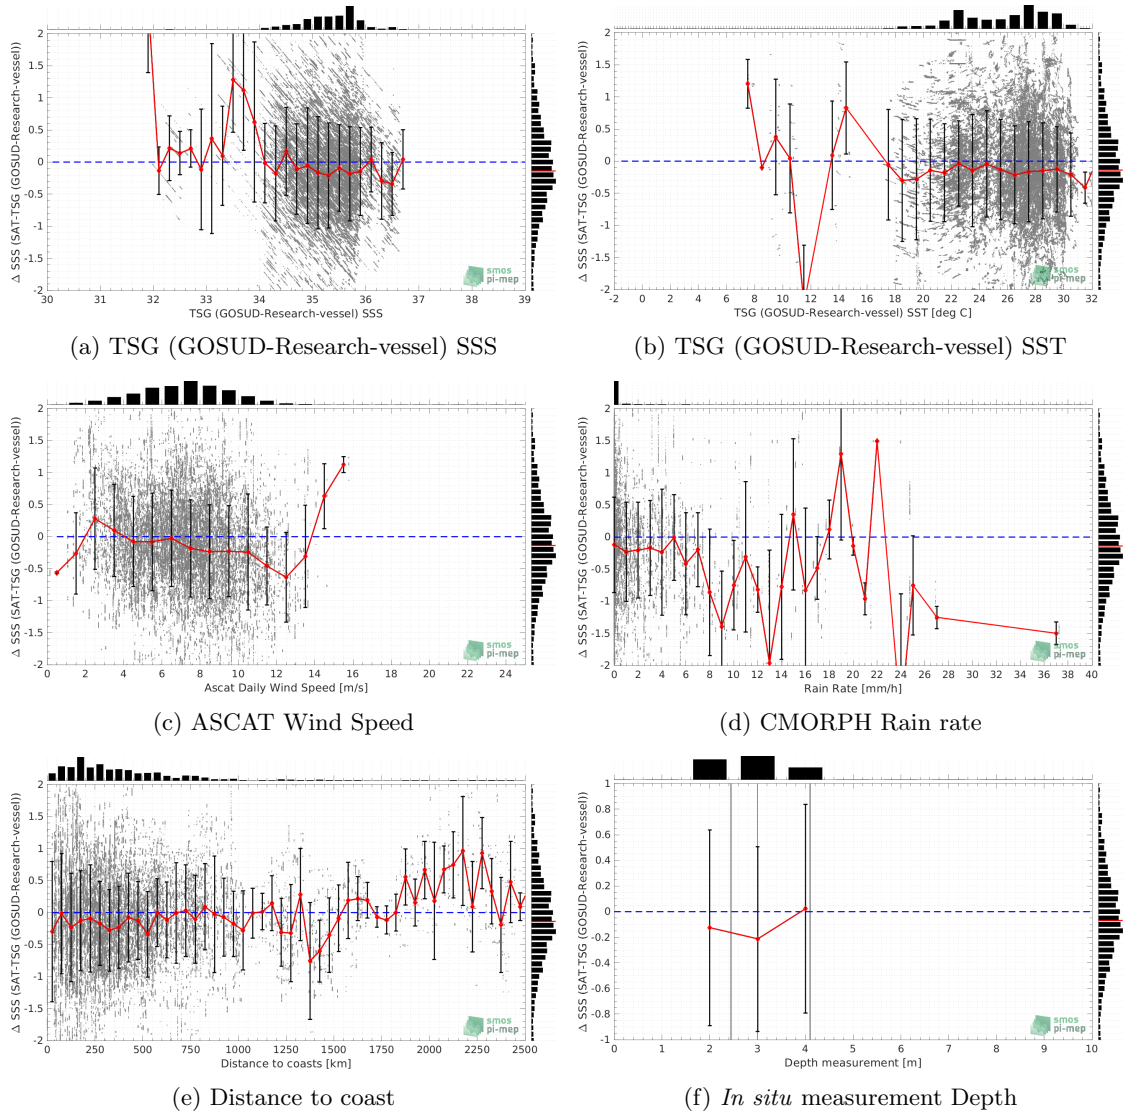 Δ SSS (SAT-TSG (GOSUD-Research-vessel))
2
1.5
1
0.5
0
-0.5
-1
-1.5
-2
30 31 32 33 34 35 36 37 38 39
TSG (GOSUD-Research-vessel) SSS
smos
pi-mep
(a) TSG (GOSUD-Research-vessel) SSS
Δ SSS (SAT-TSG (GOSUD-Research-vessel))
2
1.5
1
0.5
0
-0.5
-1
-1.5
-2
-2 0 2 4 6 8 10 12 14 16 18 20 22 24 26 28 30 32
TSG (GOSUD-Research-vessel) SST [deg C]
smos
pi-mep
(b) TSG (GOSUD-Research-vessel) SST
Δ SSS (SAT-TSG (GOSUD-Research-vessel))
2
1.5
1
0.5
0
-0.5
-1
-1.5
-2
0 2 4 6 8 10 12 14 16 18 20 22 24
Ascat Daily Wind Speed [m/s]
smos
pi-mep
(c) ASCAT Wind Speed
Δ SSS (SAT-TSG (GOSUD-Research-vessel))
2
1.5
1
0.5
0
-0.5
-1
-1.5
-2
0 2 4 6 8 10 12 14 16 18 20 22 24 26 28 30 32 34 36 38 40
Rain Rate [mm/h]
smos
pi-mep
(d) CMORPH Rain rate
Δ SSS (SAT-TSG (GOSUD-Research-vessel))
2
1.5
1
0.5
0
-0.5
-1
-1.5
-2
0 250 500 750 1000 1250 1500 1750 2000 2250 2500
Distance to coasts [km]
smos
pi-mep
(e) Distance to coast
Δ SSS (SAT-TSG (GOSUD-Research-vessel))
1
0.8
0.6
0.4
0.2
0
-0.2
-0.4
-0.6
-0.8
-1
0 1 2 3 4 5 6 7 8 9 10
Depth measurement [m]
smos
pi-mep
(f) In situ measurement Depth